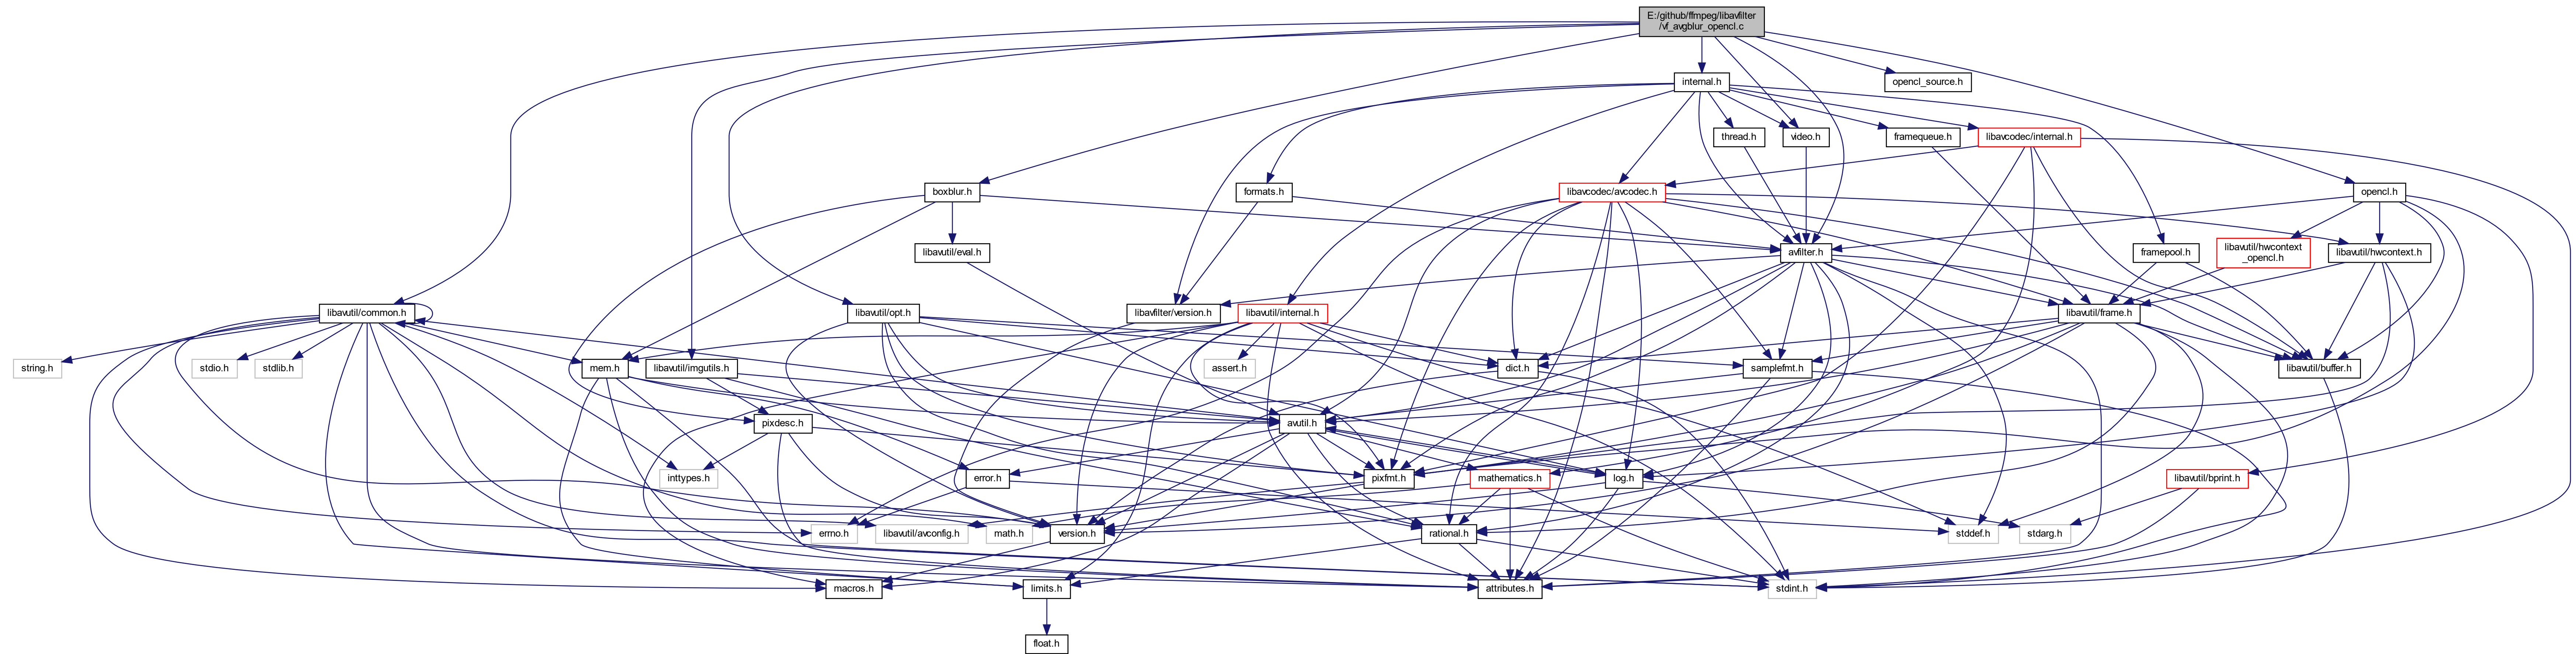 E:/github/ffmpeg/libavfilter
/vf_avgblur_opencl.c
internal.h
opencl_source.h
thread.h
video.h
framequeue.h
libavcodec/internal.h
boxblur.h
formats.h
libavcodec/avcodec.h
opencl.h
libavutil/eval.h
avfilter.h
libavutil/hwcontext
_opencl.h
framepool.h
libavutil/hwcontext.h
libavutil/common.h
libavutil/opt.h
libavfilter/version.h
libavutil/internal.h
libavutil/frame.h
string.h
stdio.h
stdlib.h
mem.h
libavutil/imgutils.h
assert.h
dict.h
samplefmt.h
libavutil/buffer.h
pixdesc.h
avutil.h
inttypes.h
error.h
pixfmt.h
mathematics.h
log.h
libavutil/bprint.h
errno.h
libavutil/avconfig.h
math.h
version.h
rational.h
stddef.h
stdarg.h
macros.h
limits.h
attributes.h
stdint.h
float.h